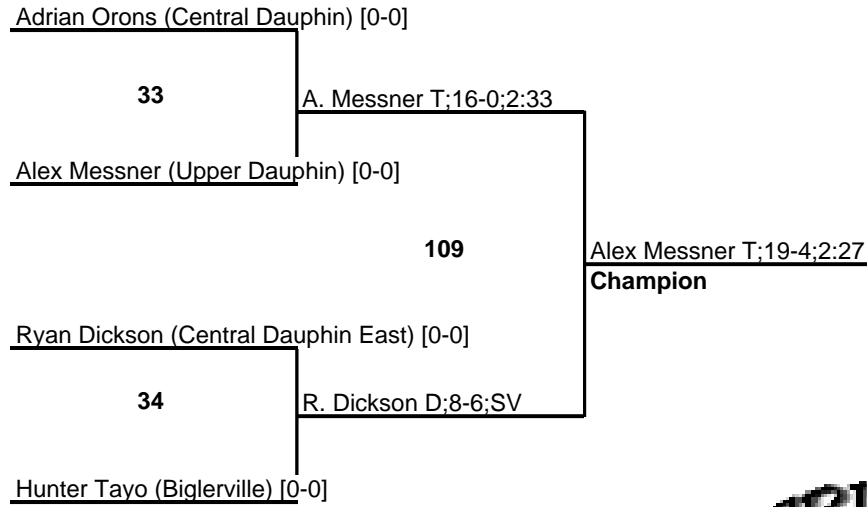 Adrian Orons (Central Dauphin) [0-0]
33
A. Messner T;16-0;2:33
Alex Messner (Upper Dauphin) [0-0]
109
Alex Messner T;19-4;2:27
Champion
Ryan Dickson (Central Dauphin East) [0-0]
34
R. Dickson D;8-6;SV
Hunter Tayo (Biglerville) [0-0]